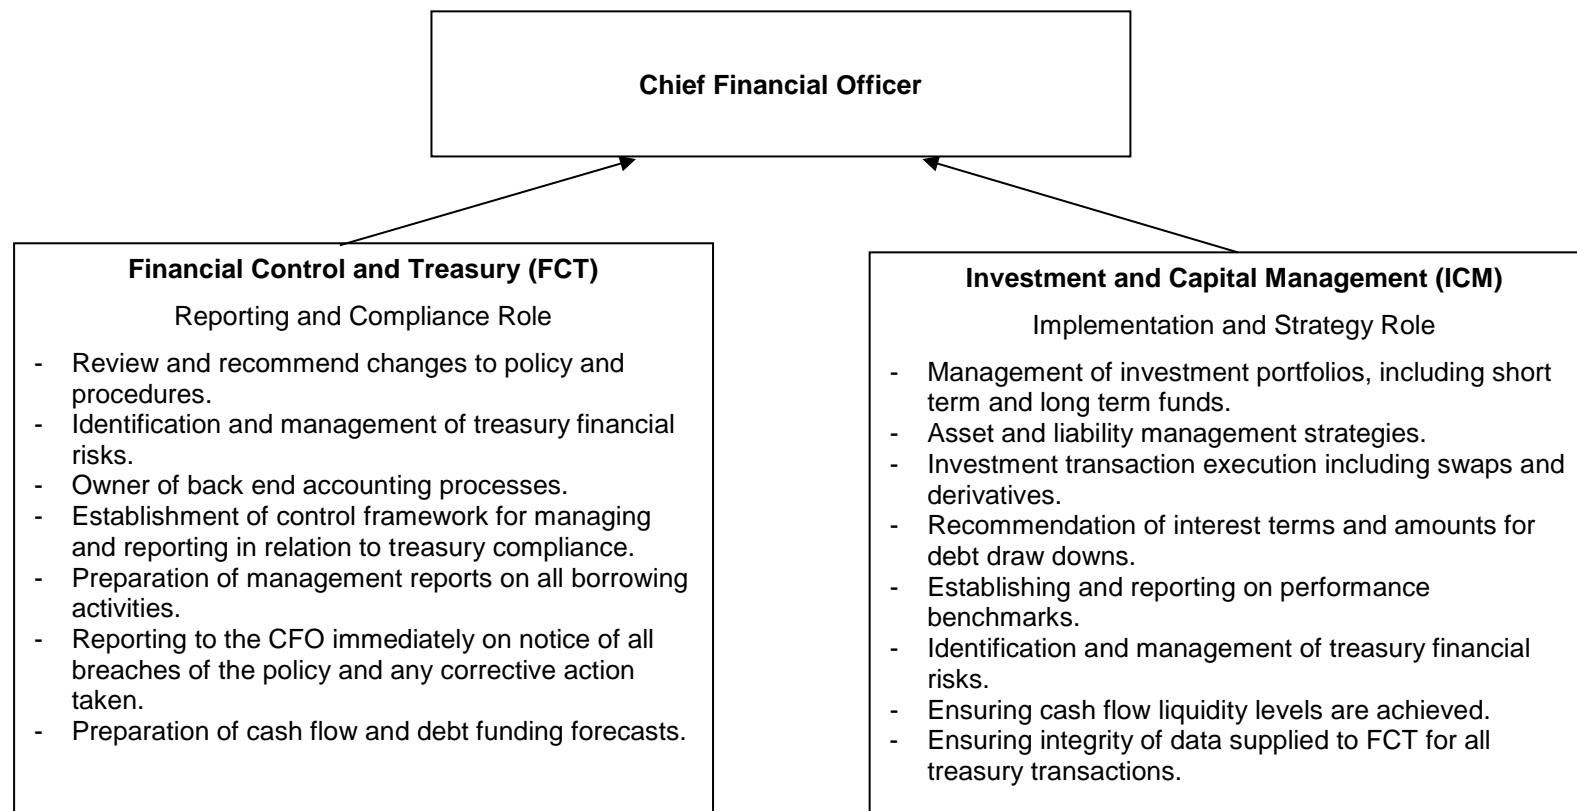 Chief Financial Officer
Financial Control and Treasury (FCT)
Reporting and Compliance Role
- Review and recommend changes to policy and
procedures.
- Identification and management of treasury financial
risks.
- Owner of back end accounting processes.
- Establishment of control framework for managing
and reporting in relation to treasury compliance.
- Preparation of management reports on all borrowing
activities.
- Reporting to the CFO immediately on notice of all
breaches of the policy and any corrective action
taken.
- Preparation of cash flow and debt funding forecasts.
Investment and Capital Management (ICM)
Implementation and Strategy Role
- Management of investment portfolios, including short
term and long term funds.
- Asset and liability management strategies.
- Investment transaction execution including swaps and
derivatives.
- Recommendation of interest terms and amounts for
debt draw downs.
- Establishing and reporting on performance
benchmarks.
- Identification and management of treasury financial
risks.
- Ensuring cash flow liquidity levels are achieved.
- Ensuring integrity of data supplied to FCT for all
treasury transactions.